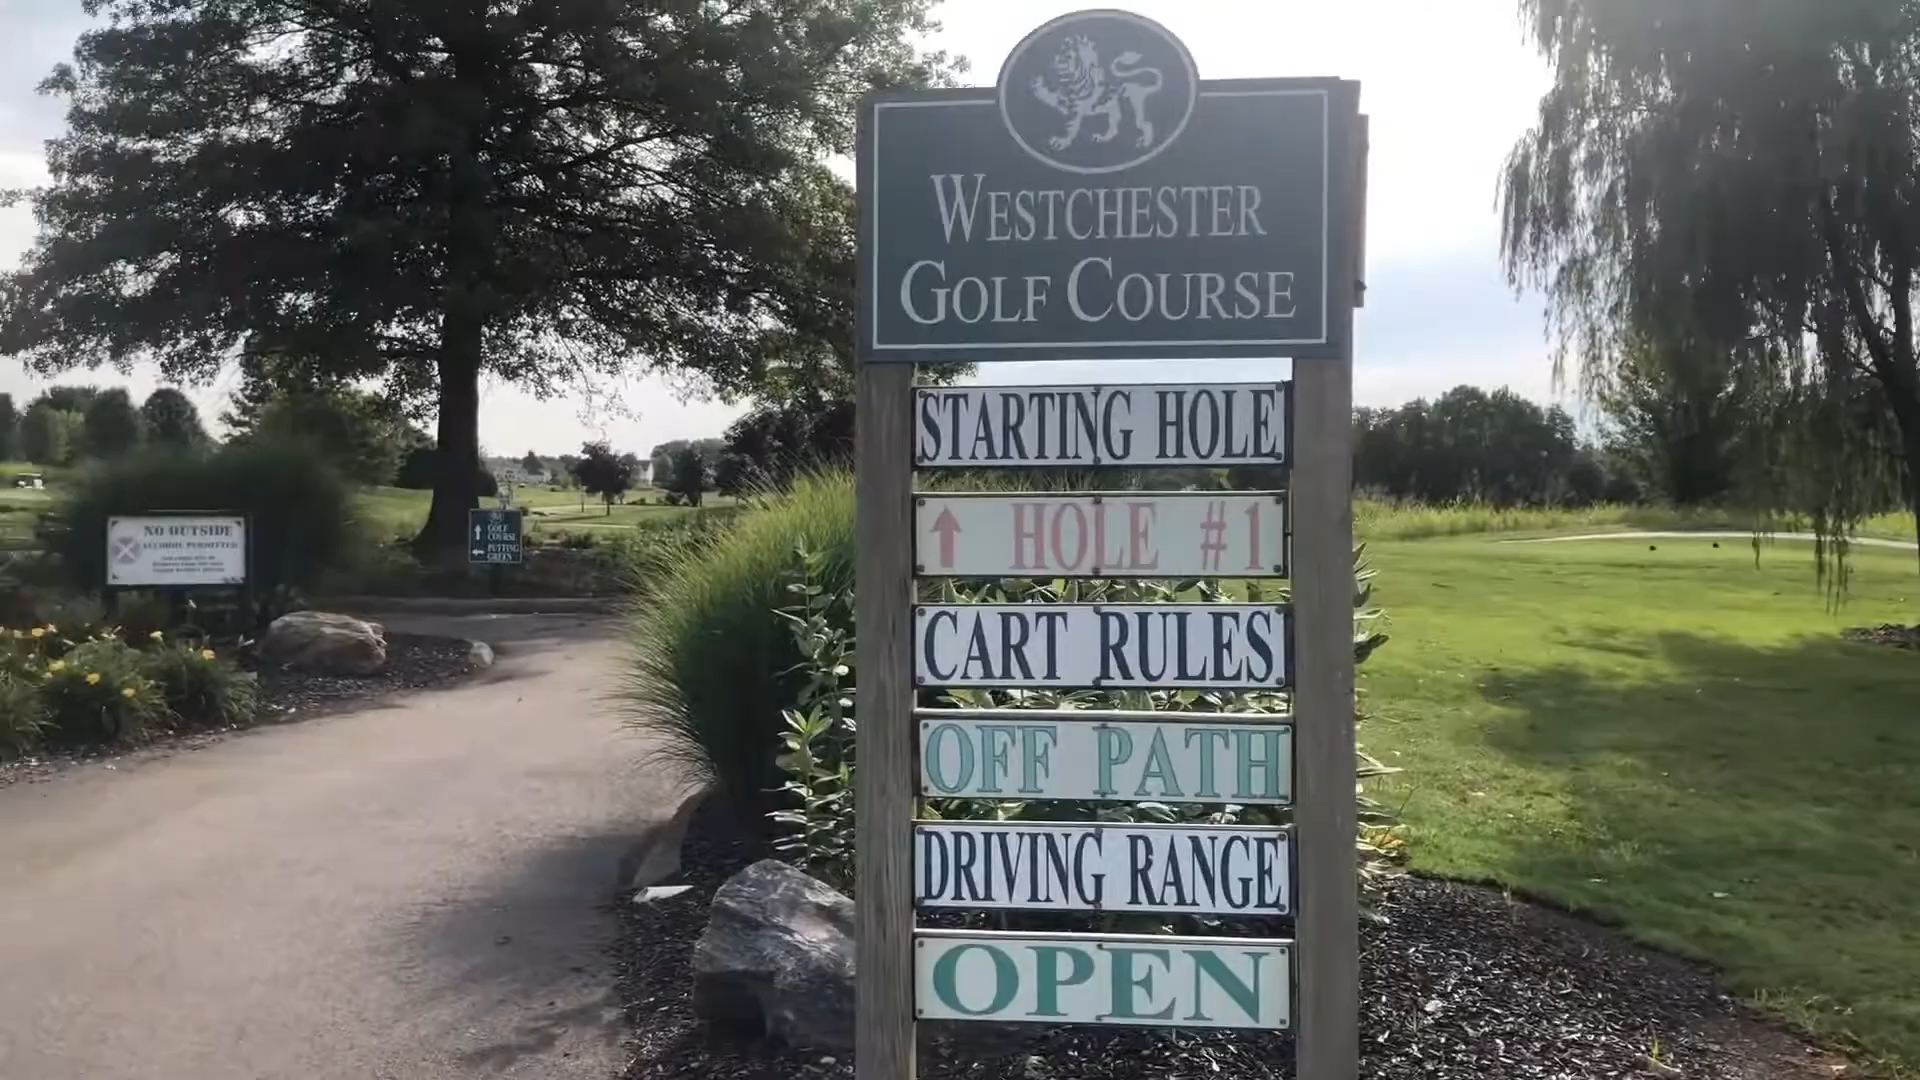 WESTCHESTER
GOLF COURSE
STARTING HOLE
↑ HOLE #1
CART RULES
OFF PATH
DRIVING RANGE
OPEN
NO OUTSIDE
ALCOHOL PERMITTED
↑ GOLF
COURSE
← PUTTING
GREEN